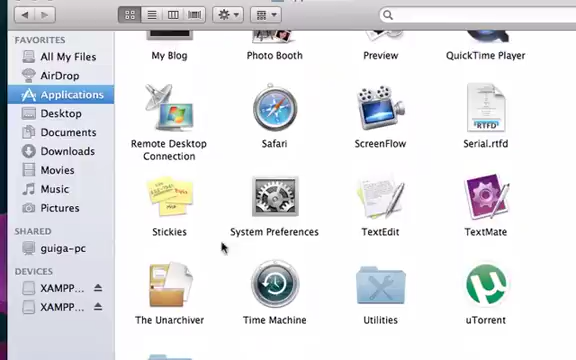 FAVORITES
All My Files
AirDrop
Applications
Desktop
Documents
Downloads
Movies
Music
Pictures
SHARED
guiga-pc
DEVICES
XAMPP...
XAMPP...
My Blog
Photo Booth
Preview
QuickTime Player
Remote Desktop
Connection
Safari
ScreenFlow
RTFD
Serial.rtfd
Stickies
System Preferences
TextEdit
TextMate
The Unarchiver
Time Machine
Utilities
uTorrent